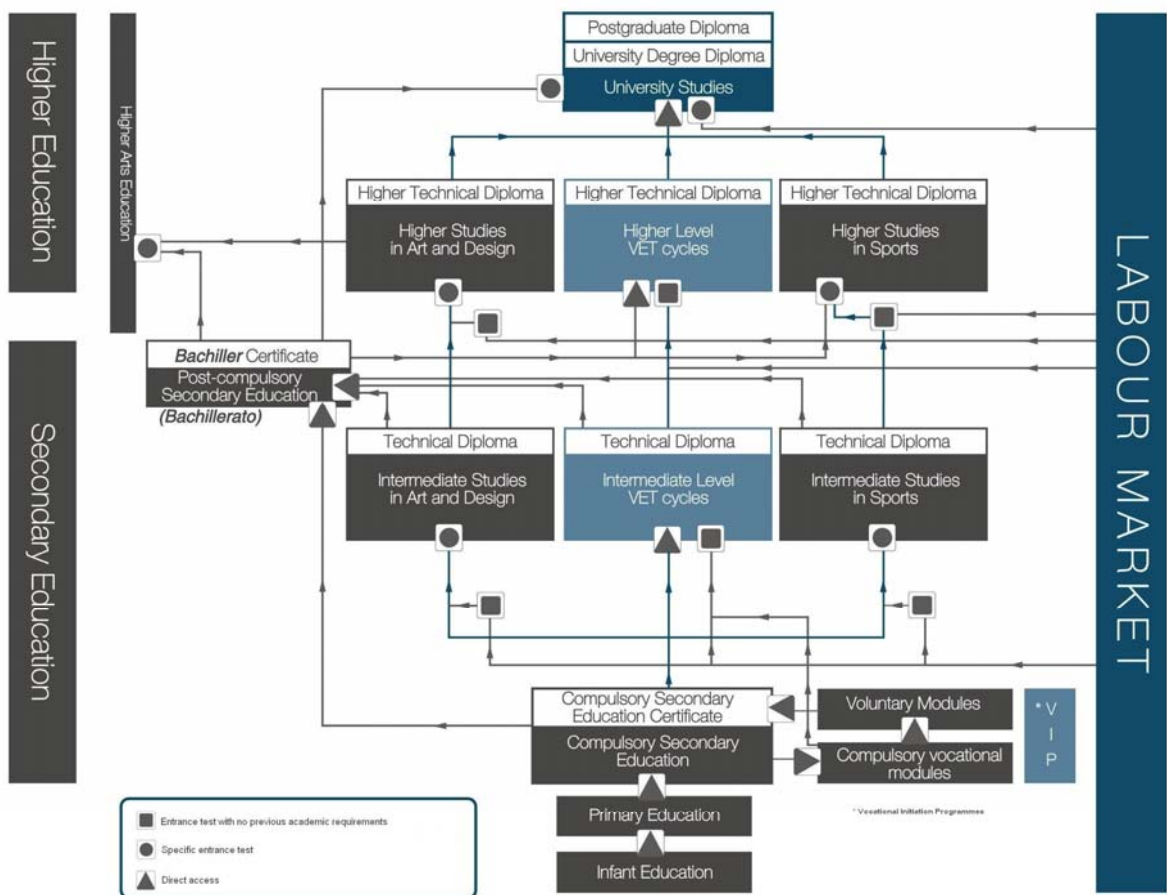 Higher Education
Higher Arts Education
Postgraduate Diploma
University Degree Diploma
University Studies
Higher Technical Diploma
Higher Studies
in Art and Design
Higher Technical Diploma
Higher Level
VET cycles
Higher Technical Diploma
Higher Studies
in Sports
LABOUR MARKET
Secondary Education
Bachiller Certificate
Post-compulsory
Secondary Education
(Bachillerato)
Technical Diploma
Intermediate Studies
in Art and Design
Technical Diploma
Intermediate Level
VET cycles
Technical Diploma
Intermediate Studies
in Sports
Compulsory Secondary
Education Certificate
Compulsory Secondary
Education
Voluntary Modules
Compulsory vocational
modules
* V
I
P
Primary Education
Infant Education
* Vocational Initiation Programmes
Entrance test with no previous academic requirements
Specific entrance test
Direct access